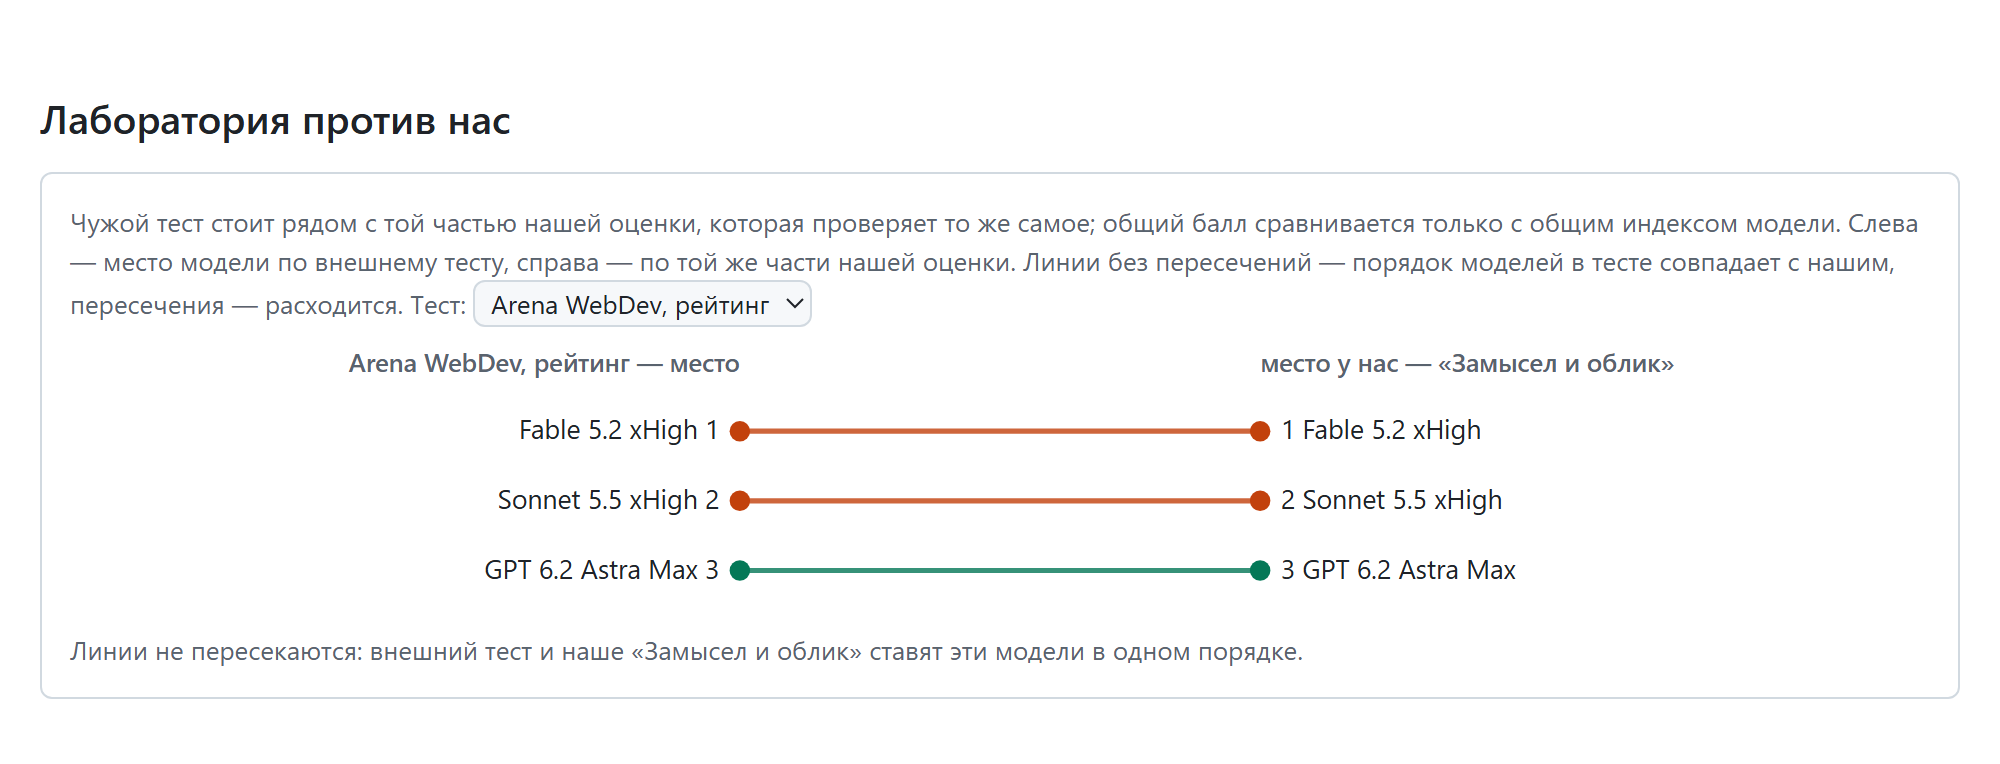 Лаборатория против нас
Чужой тест стоит рядом с той частью нашей оценки, которая проверяет то же самое; общий балл сравнивается только с общим индексом модели. Слева
— место модели по внешнему тесту, справа — по той же части нашей оценки. Линии без пересечений — порядок моделей в тесте совпадает с нашим,
пересечения — расходится. Тест: Arena WebDev, рейтинг
Arena WebDev, рейтинг — место место у нас — «Замысел и облик»
Fable 5.2 xHigh 1 1 Fable 5.2 xHigh
Sonnet 5.5 xHigh 2 2 Sonnet 5.5 xHigh
GPT 6.2 Astra Max 3 3 GPT 6.2 Astra Max
Линии не пересекаются: внешний тест и наше «Замысел и облик» ставят эти модели в одном порядке.